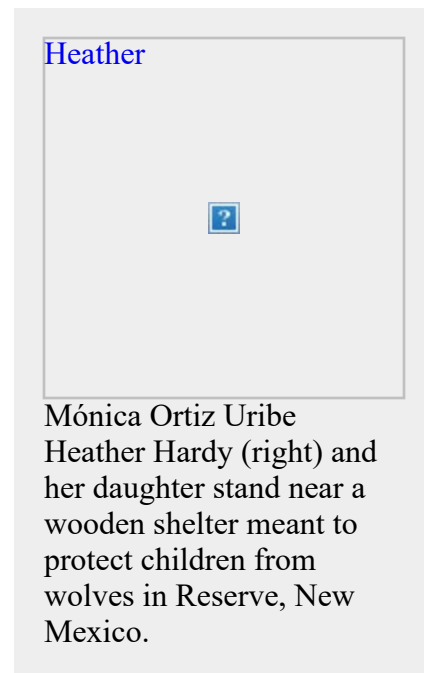 Heather
Mónica Ortiz Uribe
Heather Hardy (right) and
her daughter stand near a
wooden shelter meant to
protect children from
wolves in Reserve, New
Mexico.